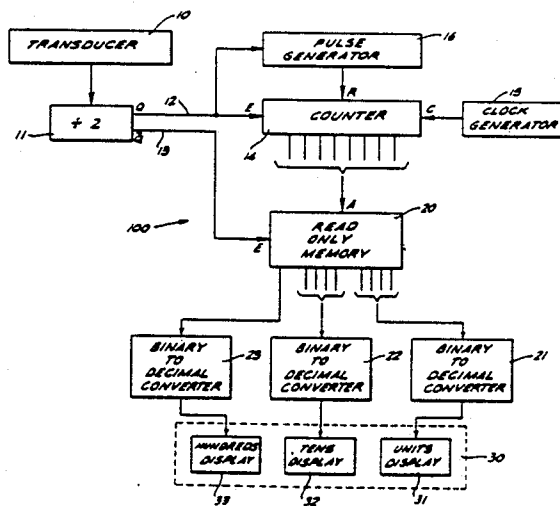 10
TRANSDUCER
PULSE GENERATOR
16
11
÷ 2
Q
12
Q
13
R
E
COUNTER
C
14
CLOCK GENERATOR
15
100
A
20
E
READ ONLY MEMORY
BINARY TO DECIMAL CONVERTER
23
BINARY TO DECIMAL CONVERTER
22
BINARY TO DECIMAL CONVERTER
21
HUNDREDS DISPLAY
TENS DISPLAY
UNITS DISPLAY
30
33
32
31